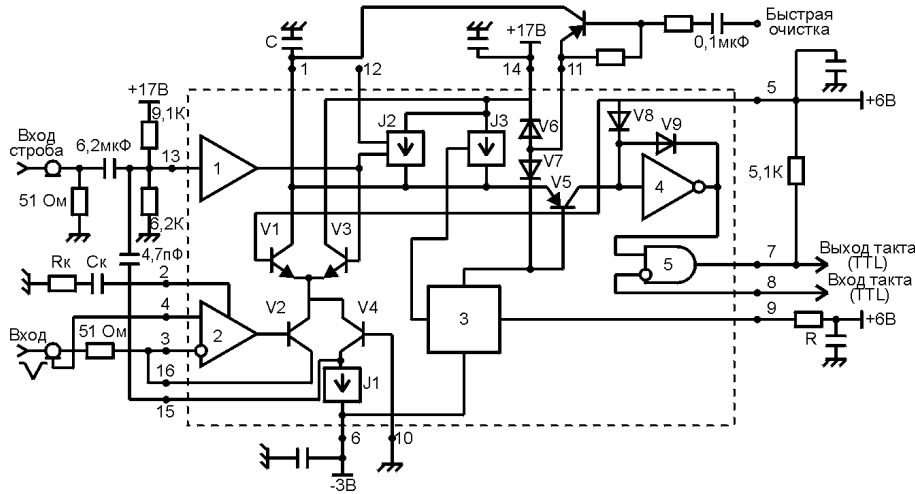 Быстрая очистка
0,1мкФ
C
+17В
1
12
14
11
5
+6В
+17В
9,1К
J2
J3
V6
V8
V9
Вход строба
6,2мкФ
13
1
V7
V5
4
5,1К
51 Ом
6,2К
V1
V3
4,7пФ
Rк
Cк
2
5
7
Выход такта (TTL)
8
Вход такта (TTL)
4
V2
V4
3
9
+6В
R
Вход
51 Ом
3
2
16
15
J1
6
10
-3В